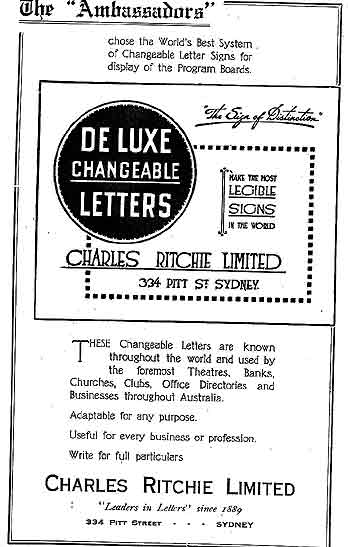 The "Ambassadors"
chose the World's Best System
of Changeable Letter Signs for
display of the Program Boards.
"The Sign of Distinction"
DE LUXE
CHANGEABLE
LETTERS
MAKE THE MOST
LEGIBLE
SIGNS
IN THE WORLD
CHARLES RITCHIE LIMITED
334 PITT ST SYDNEY.
THESE Changeable Letters are known
throughout the world and used by
the foremost Theatres, Banks,
Churches, Clubs, Office Directories and
Businesses throughout Australia.
Adaptable for any purpose.
Useful for every business or profession.
Write for full particulars
CHARLES RITCHIE LIMITED
"Leaders in Letters" since 1889
334 PITT STREET - - - SYDNEY